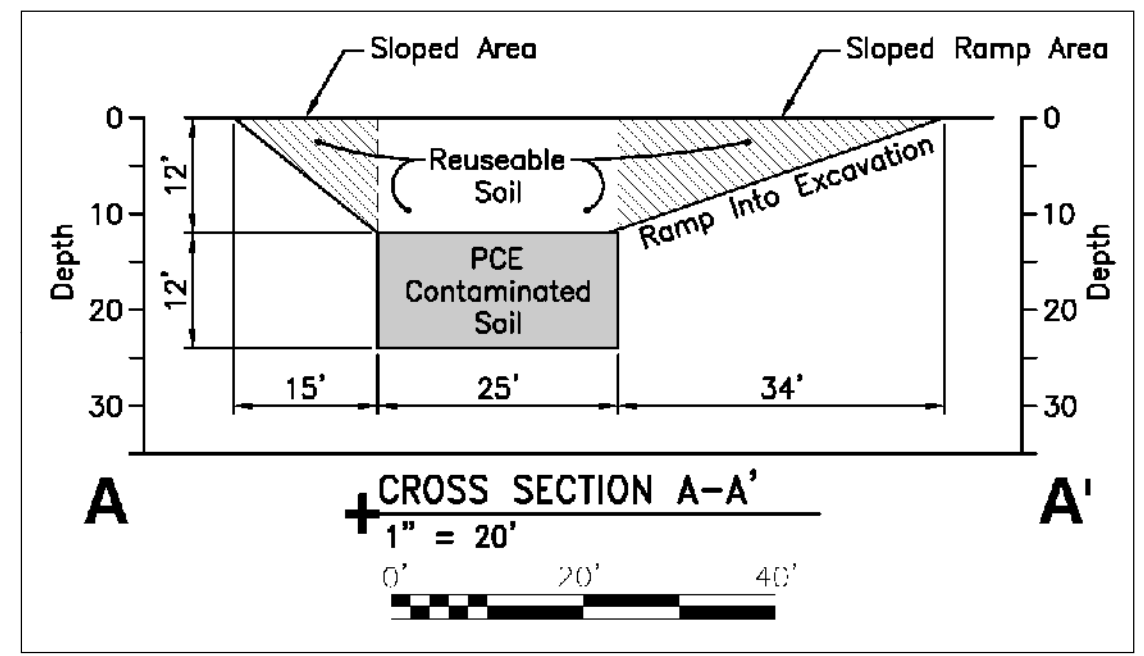 Sloped Area
Sloped Ramp Area
0
0
12'
Reuseable
Soil
Ramp Into Excavation
10
10
Depth
Depth
12'
PCE
Contaminated
Soil
20
20
15'
25'
34'
30
30
A
CROSS SECTION A-A'
A'
1" = 20'
0'
20'
40'